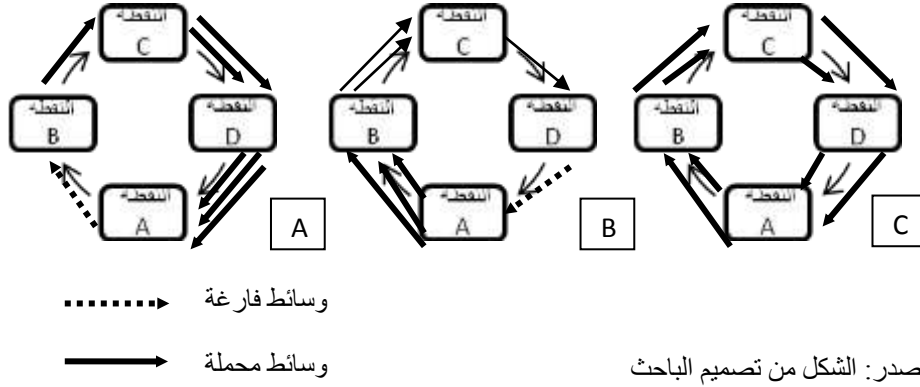 النقطة
C
النقطة
C
النقطة
C
النقطة
B
النقطة
D
النقطة
B
النقطة
D
النقطة
B
النقطة
D
النقطة
A
النقطة
A
النقطة
A
A
B
C
وسائط فارغة
وسائط محملة
صدر: الشكل من تصميم الباحث